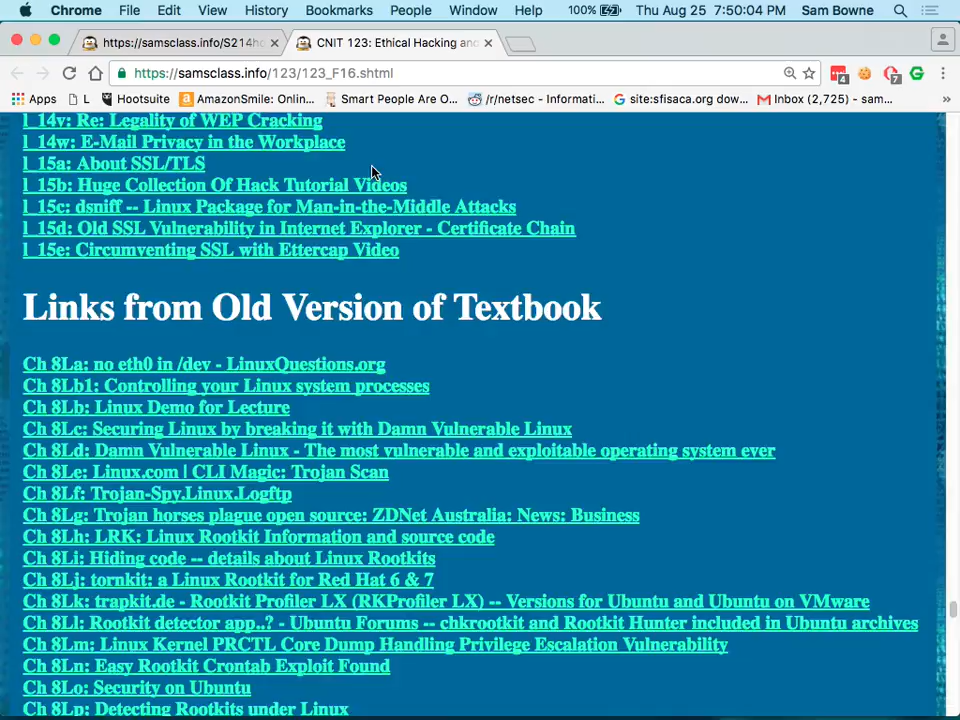 Chrome File Edit View History Bookmarks People Window Help 100% Thu Aug 25 7:50:04 PM Sam Bowne
https://samsclass.info/S214h
CNIT 123: Ethical Hacking and
https://samsclass.info/123/123_F16.shtml
4
7
Apps L Hootsuite AmazonSmile: Onlin... Smart People Are O... /r/netsec - Informati... site:sfisaca.org dow... Inbox (2,725) - sam... »
l_14v: Re: Legality of WEP Cracking
l_14w: E-Mail Privacy in the Workplace
l_15a: About SSL/TLS
l_15b: Huge Collection Of Hack Tutorial Videos
l_15c: dsniff -- Linux Package for Man-in-the-Middle Attacks
l_15d: Old SSL Vulnerability in Internet Explorer - Certificate Chain
l_15e: Circumventing SSL with Ettercap Video
Links from Old Version of Textbook
Ch 8La: no eth0 in /dev - LinuxQuestions.org
Ch 8Lb1: Controlling your Linux system processes
Ch 8Lb: Linux Demo for Lecture
Ch 8Lc: Securing Linux by breaking it with Damn Vulnerable Linux
Ch 8Ld: Damn Vulnerable Linux - The most vulnerable and exploitable operating system ever
Ch 8Le: Linux.com | CLI Magic: Trojan Scan
Ch 8Lf: Trojan-Spy.Linux.Logftp
Ch 8Lg: Trojan horses plague open source: ZDNet Australia: News: Business
Ch 8Lh: LRK: Linux Rootkit Information and source code
Ch 8Li: Hiding code -- details about Linux Rootkits
Ch 8Lj: tornkit: a Linux Rootkit for Red Hat 6 & 7
Ch 8Lk: trapkit.de - Rootkit Profiler LX (RKProfiler LX) -- Versions for Ubuntu and Ubuntu on VMware
Ch 8Ll: Rootkit detector app..? - Ubuntu Forums -- chkrootkit and Rootkit Hunter included in Ubuntu archives
Ch 8Lm: Linux Kernel PRCTL Core Dump Handling Privilege Escalation Vulnerability
Ch 8Ln: Easy Rootkit Crontab Exploit Found
Ch 8Lo: Security on Ubuntu
Ch 8Lp: Detecting Rootkits under Linux